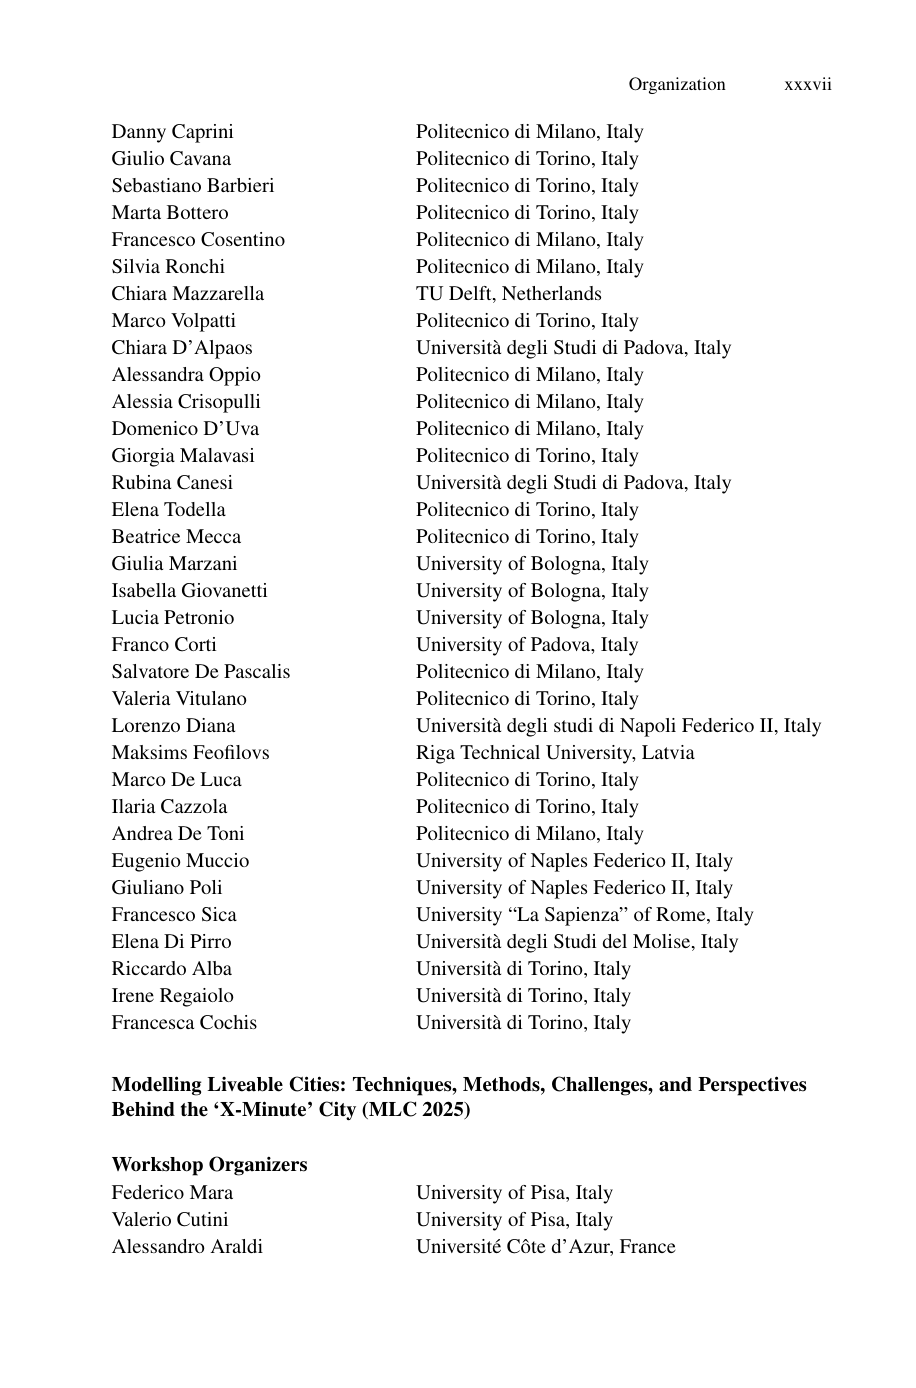 Organization xxxvii
Danny Caprini Politecnico di Milano, Italy
Giulio Cavana Politecnico di Torino, Italy
Sebastiano Barbieri Politecnico di Torino, Italy
Marta Bottero Politecnico di Torino, Italy
Francesco Cosentino Politecnico di Milano, Italy
Silvia Ronchi Politecnico di Milano, Italy
Chiara Mazzarella TU Delft, Netherlands
Marco Volpatti Politecnico di Torino, Italy
Chiara D’Alpaos Università degli Studi di Padova, Italy
Alessandra Oppio Politecnico di Milano, Italy
Alessia Crisopulli Politecnico di Milano, Italy
Domenico D’Uva Politecnico di Milano, Italy
Giorgia Malavasi Politecnico di Torino, Italy
Rubina Canesi Università degli Studi di Padova, Italy
Elena Todella Politecnico di Torino, Italy
Beatrice Mecca Politecnico di Torino, Italy
Giulia Marzani University of Bologna, Italy
Isabella Giovanetti University of Bologna, Italy
Lucia Petronio University of Bologna, Italy
Franco Corti University of Padova, Italy
Salvatore De Pascalis Politecnico di Milano, Italy
Valeria Vitulano Politecnico di Torino, Italy
Lorenzo Diana Università degli studi di Napoli Federico II, Italy
Maksims Feofilovs Riga Technical University, Latvia
Marco De Luca Politecnico di Torino, Italy
Ilaria Cazzola Politecnico di Torino, Italy
Andrea De Toni Politecnico di Milano, Italy
Eugenio Muccio University of Naples Federico II, Italy
Giuliano Poli University of Naples Federico II, Italy
Francesco Sica University “La Sapienza” of Rome, Italy
Elena Di Pirro Università degli Studi del Molise, Italy
Riccardo Alba Università di Torino, Italy
Irene Regaiolo Università di Torino, Italy
Francesca Cochis Università di Torino, Italy
Modelling Liveable Cities: Techniques, Methods, Challenges, and Perspectives
Behind the ‘X-Minute’ City (MLC 2025)
Workshop Organizers
Federico Mara University of Pisa, Italy
Valerio Cutini University of Pisa, Italy
Alessandro Araldi Université Côte d’Azur, France